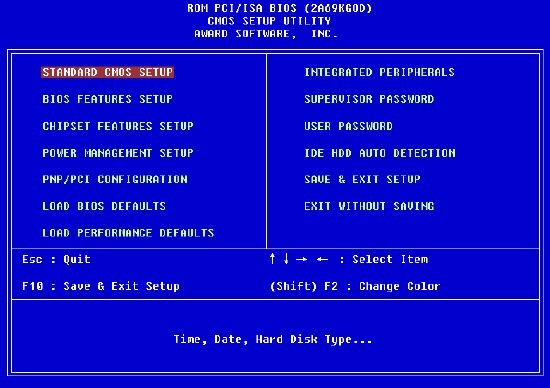 ROM PCI/ISA BIOS (2A69KGOD)
CMOS SETUP UTILITY
AWARD SOFTWARE, INC.
STANDARD CMOS SETUP
BIOS FEATURES SETUP
CHIPSET FEATURES SETUP
POWER MANAGEMENT SETUP
PNP/PCI CONFIGURATION
LOAD BIOS DEFAULTS
LOAD PERFORMANCE DEFAULTS
INTEGRATED PERIPHERALS
SUPERVISOR PASSWORD
USER PASSWORD
IDE HDD AUTO DETECTION
SAVE & EXIT SETUP
EXIT WITHOUT SAVING
Esc : Quit
↑ ↓ → ← : Select Item
F10 : Save & Exit Setup
(Shift) F2 : Change Color
Time, Date, Hard Disk Type...